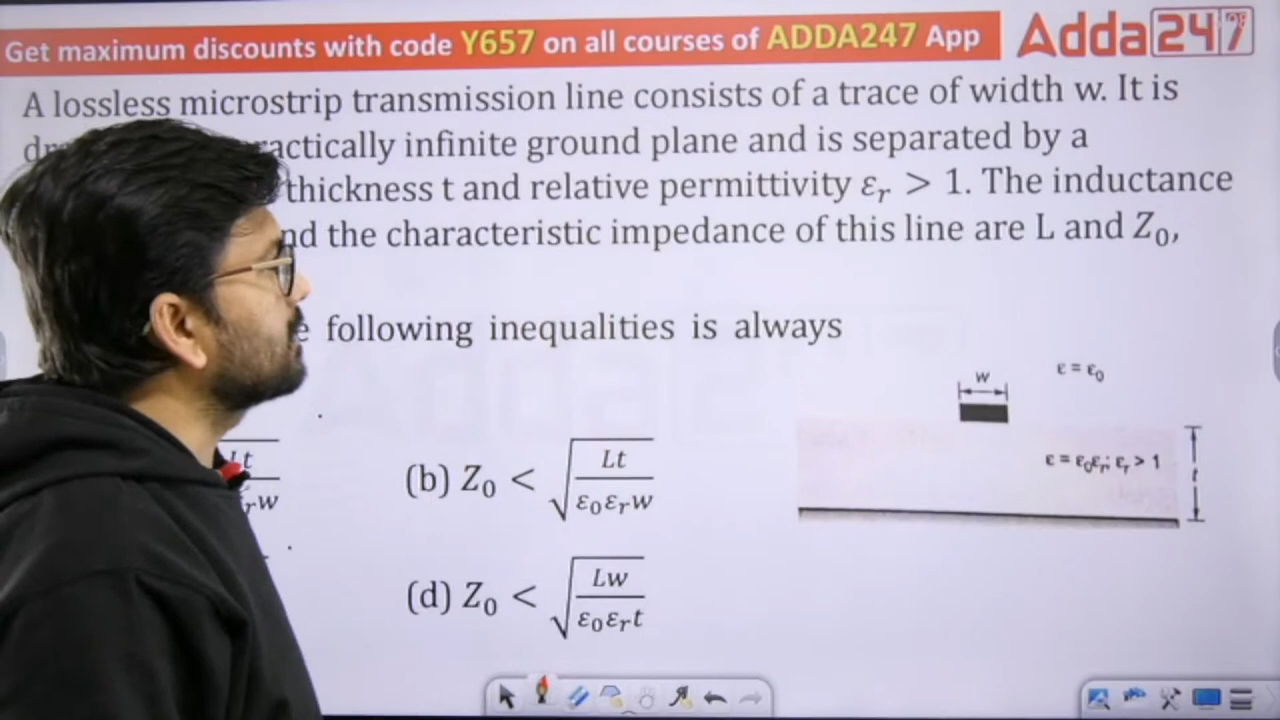 Get maximum discounts with code Y657 on all courses of ADDA247 App
Adda247
A lossless microstrip transmission line consists of a trace of width w. It is
ractically infinite ground plane and is separated by a
thickness t and relative permittivity εᵣ > 1. The inductance
nd the characteristic impedance of this line are L and Z₀,
following inequalities is always
w
ε = ε₀
ε = ε₀εᵣ; εᵣ > 1
t
Lt
ᵣw
(b) Z₀ < √(Lt/ε₀εᵣw)
(d) Z₀ < √(Lw/ε₀εᵣt)